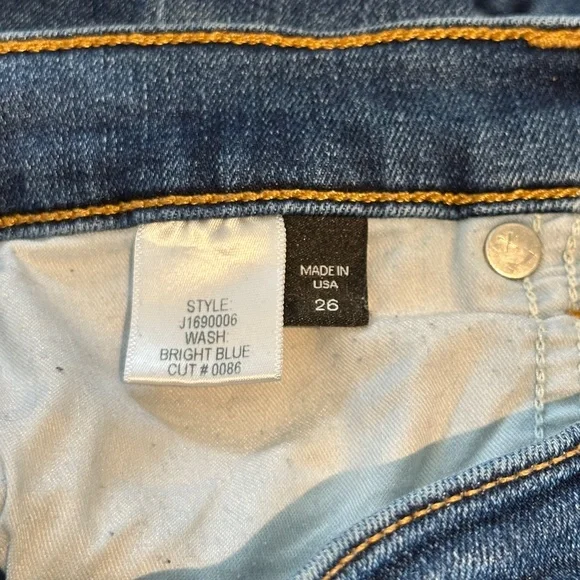 STYLE:
J1690006
WASH:
BRIGHT BLUE
CUT # 0086
MADE IN
USA
26